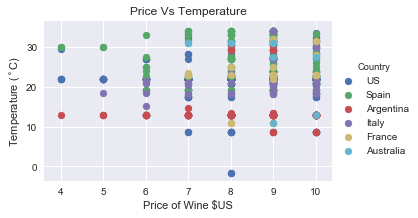 Price Vs Temperature
Temperature (°C)
30
20
10
0
4 5 6 7 8 9 10
Price of Wine $US
Country
US
Spain
Argentina
Italy
France
Australia